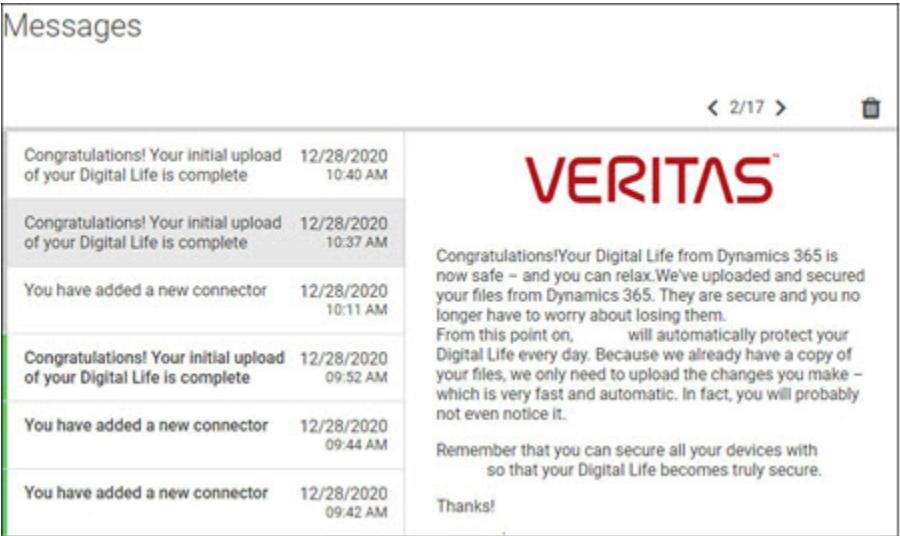 Messages
2/17
Congratulations! Your initial upload 12/28/2020
of your Digital Life is complete 10:40 AM
Congratulations! Your initial upload 12/28/2020
of your Digital Life is complete 10:37 AM
You have added a new connector 12/28/2020
10:11 AM
Congratulations! Your initial upload 12/28/2020
of your Digital Life is complete 09:52 AM
You have added a new connector 12/28/2020
09:44 AM
You have added a new connector 12/28/2020
09:42 AM
VERITAS™
Congratulations!Your Digital Life from Dynamics 365 is
now safe – and you can relax.We've uploaded and secured
your files from Dynamics 365. They are secure and you no
longer have to worry about losing them.
From this point on, will automatically protect your
Digital Life every day. Because we already have a copy of
your files, we only need to upload the changes you make –
which is very fast and automatic. In fact, you will probably
not even notice it.
Remember that you can secure all your devices with
so that your Digital Life becomes truly secure.
Thanks!